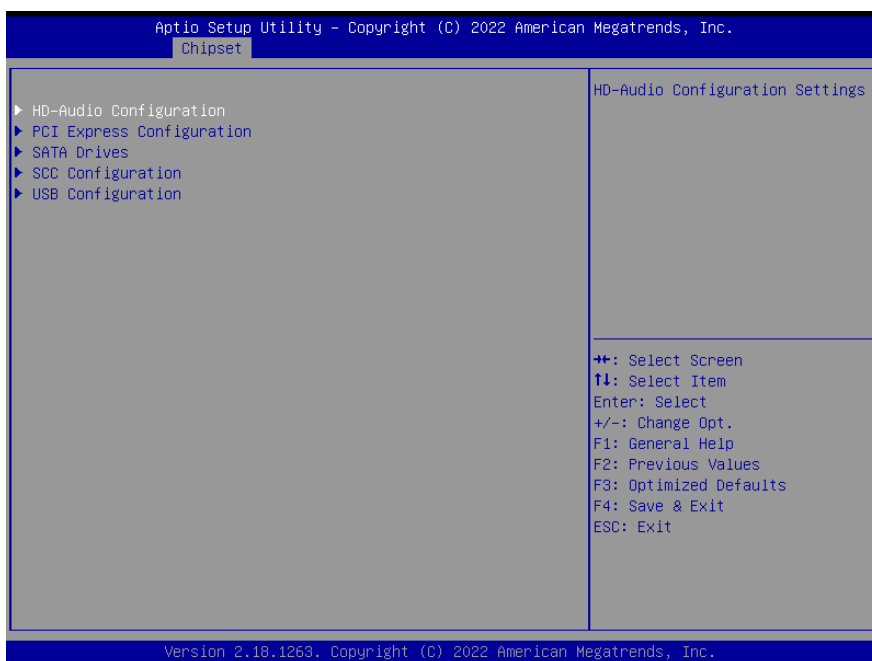 Aptio Setup Utility – Copyright (C) 2022 American Megatrends, Inc.
Chipset
HD-Audio Configuration
PCI Express Configuration
SATA Drives
SCC Configuration
USB Configuration
HD-Audio Configuration Settings
→←: Select Screen
↑↓: Select Item
Enter: Select
+/-: Change Opt.
F1: General Help
F2: Previous Values
F3: Optimized Defaults
F4: Save & Exit
ESC: Exit
Version 2.18.1263. Copyright (C) 2022 American Megatrends, Inc.